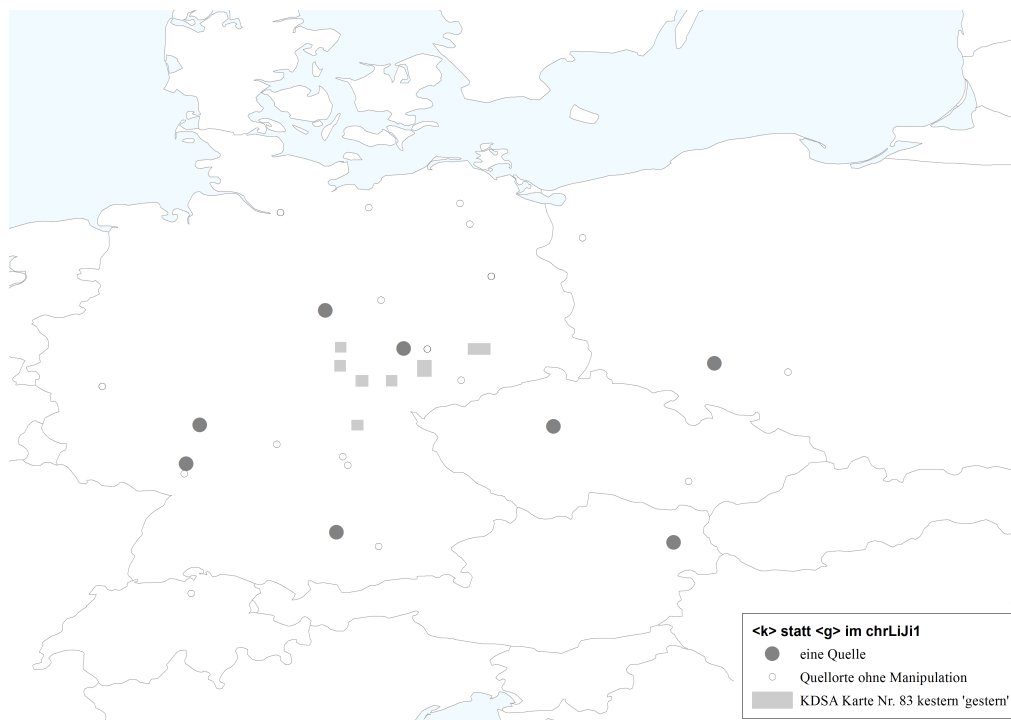 <k> statt <g> im chrLiJi1
eine Quelle
Quellorte ohne Manipulation
KDSA Karte Nr. 83 kestern 'gestern'